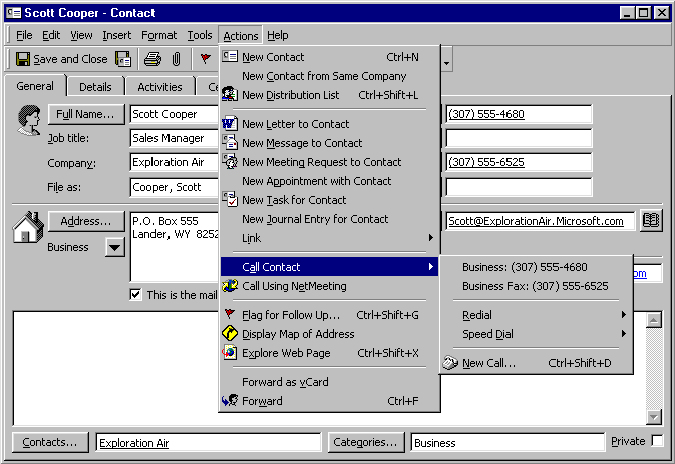 Scott Cooper - Contact
File Edit View Insert Format Tools Actions Help
Save and Close
General Details Activities Ce
Full Name... Scott Cooper (307) 555-4680
Job title: Sales Manager
Company: Exploration Air (307) 555-6525
File as: Cooper, Scott
Address... P.O. Box 555 Scott@ExplorationAir.Microsoft.com
Lander, WY 8252
Business
This is the mail
com
New Contact Ctrl+N
New Contact from Same Company
New Distribution List Ctrl+Shift+L
New Letter to Contact
New Message to Contact
New Meeting Request to Contact
New Appointment with Contact
New Task for Contact
New Journal Entry for Contact
Link
Call Contact
Call Using NetMeeting
Flag for Follow Up... Ctrl+Shift+G
Display Map of Address
Explore Web Page Ctrl+Shift+X
Forward as vCard
Forward Ctrl+F
Business: (307) 555-4680
Business Fax: (307) 555-6525
Redial
Speed Dial
New Call... Ctrl+Shift+D
Contacts... Exploration Air Categories... Business Private